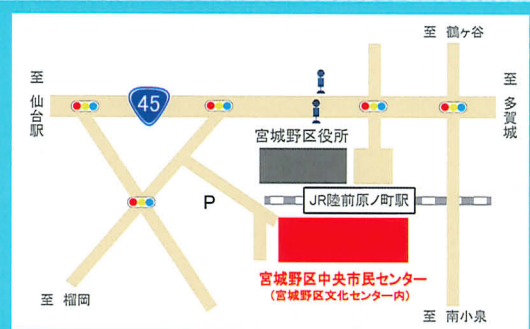 至 鶴ヶ谷
至 仙台駅
45
至 多賀城
宮城野区役所
JR陸前原ノ町駅
P
宮城野区中央市民センター
(宮城野区文化センター内)
至 榴岡
至 南小泉